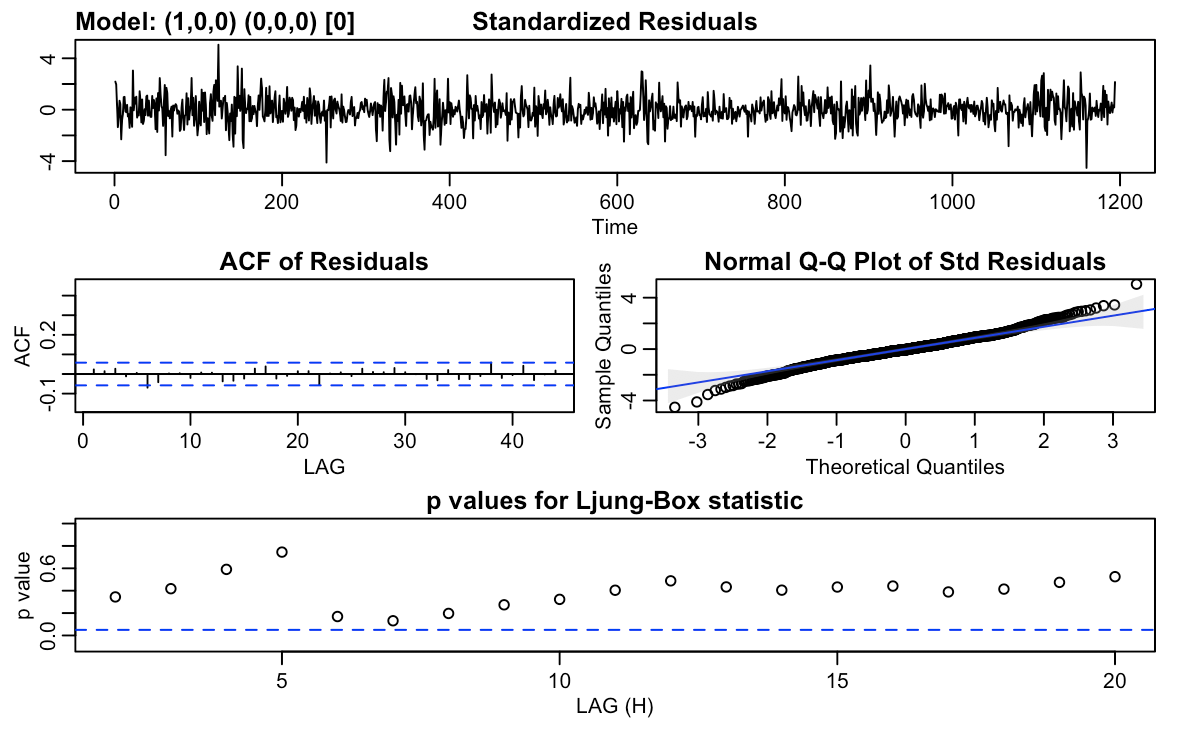 Model: (1,0,0) (0,0,0) [0] Standardized Residuals
4
0
-4
0 200 400 600 800 1000 1200
Time
ACF of Residuals
ACF
0.2
-0.1
0 10 20 30 40
LAG
Normal Q-Q Plot of Std Residuals
Sample Quantiles
4
0
-4
-3 -2 -1 0 1 2 3
Theoretical Quantiles
p values for Ljung-Box statistic
p value
0.6
0.0
5 10 15 20
LAG (H)